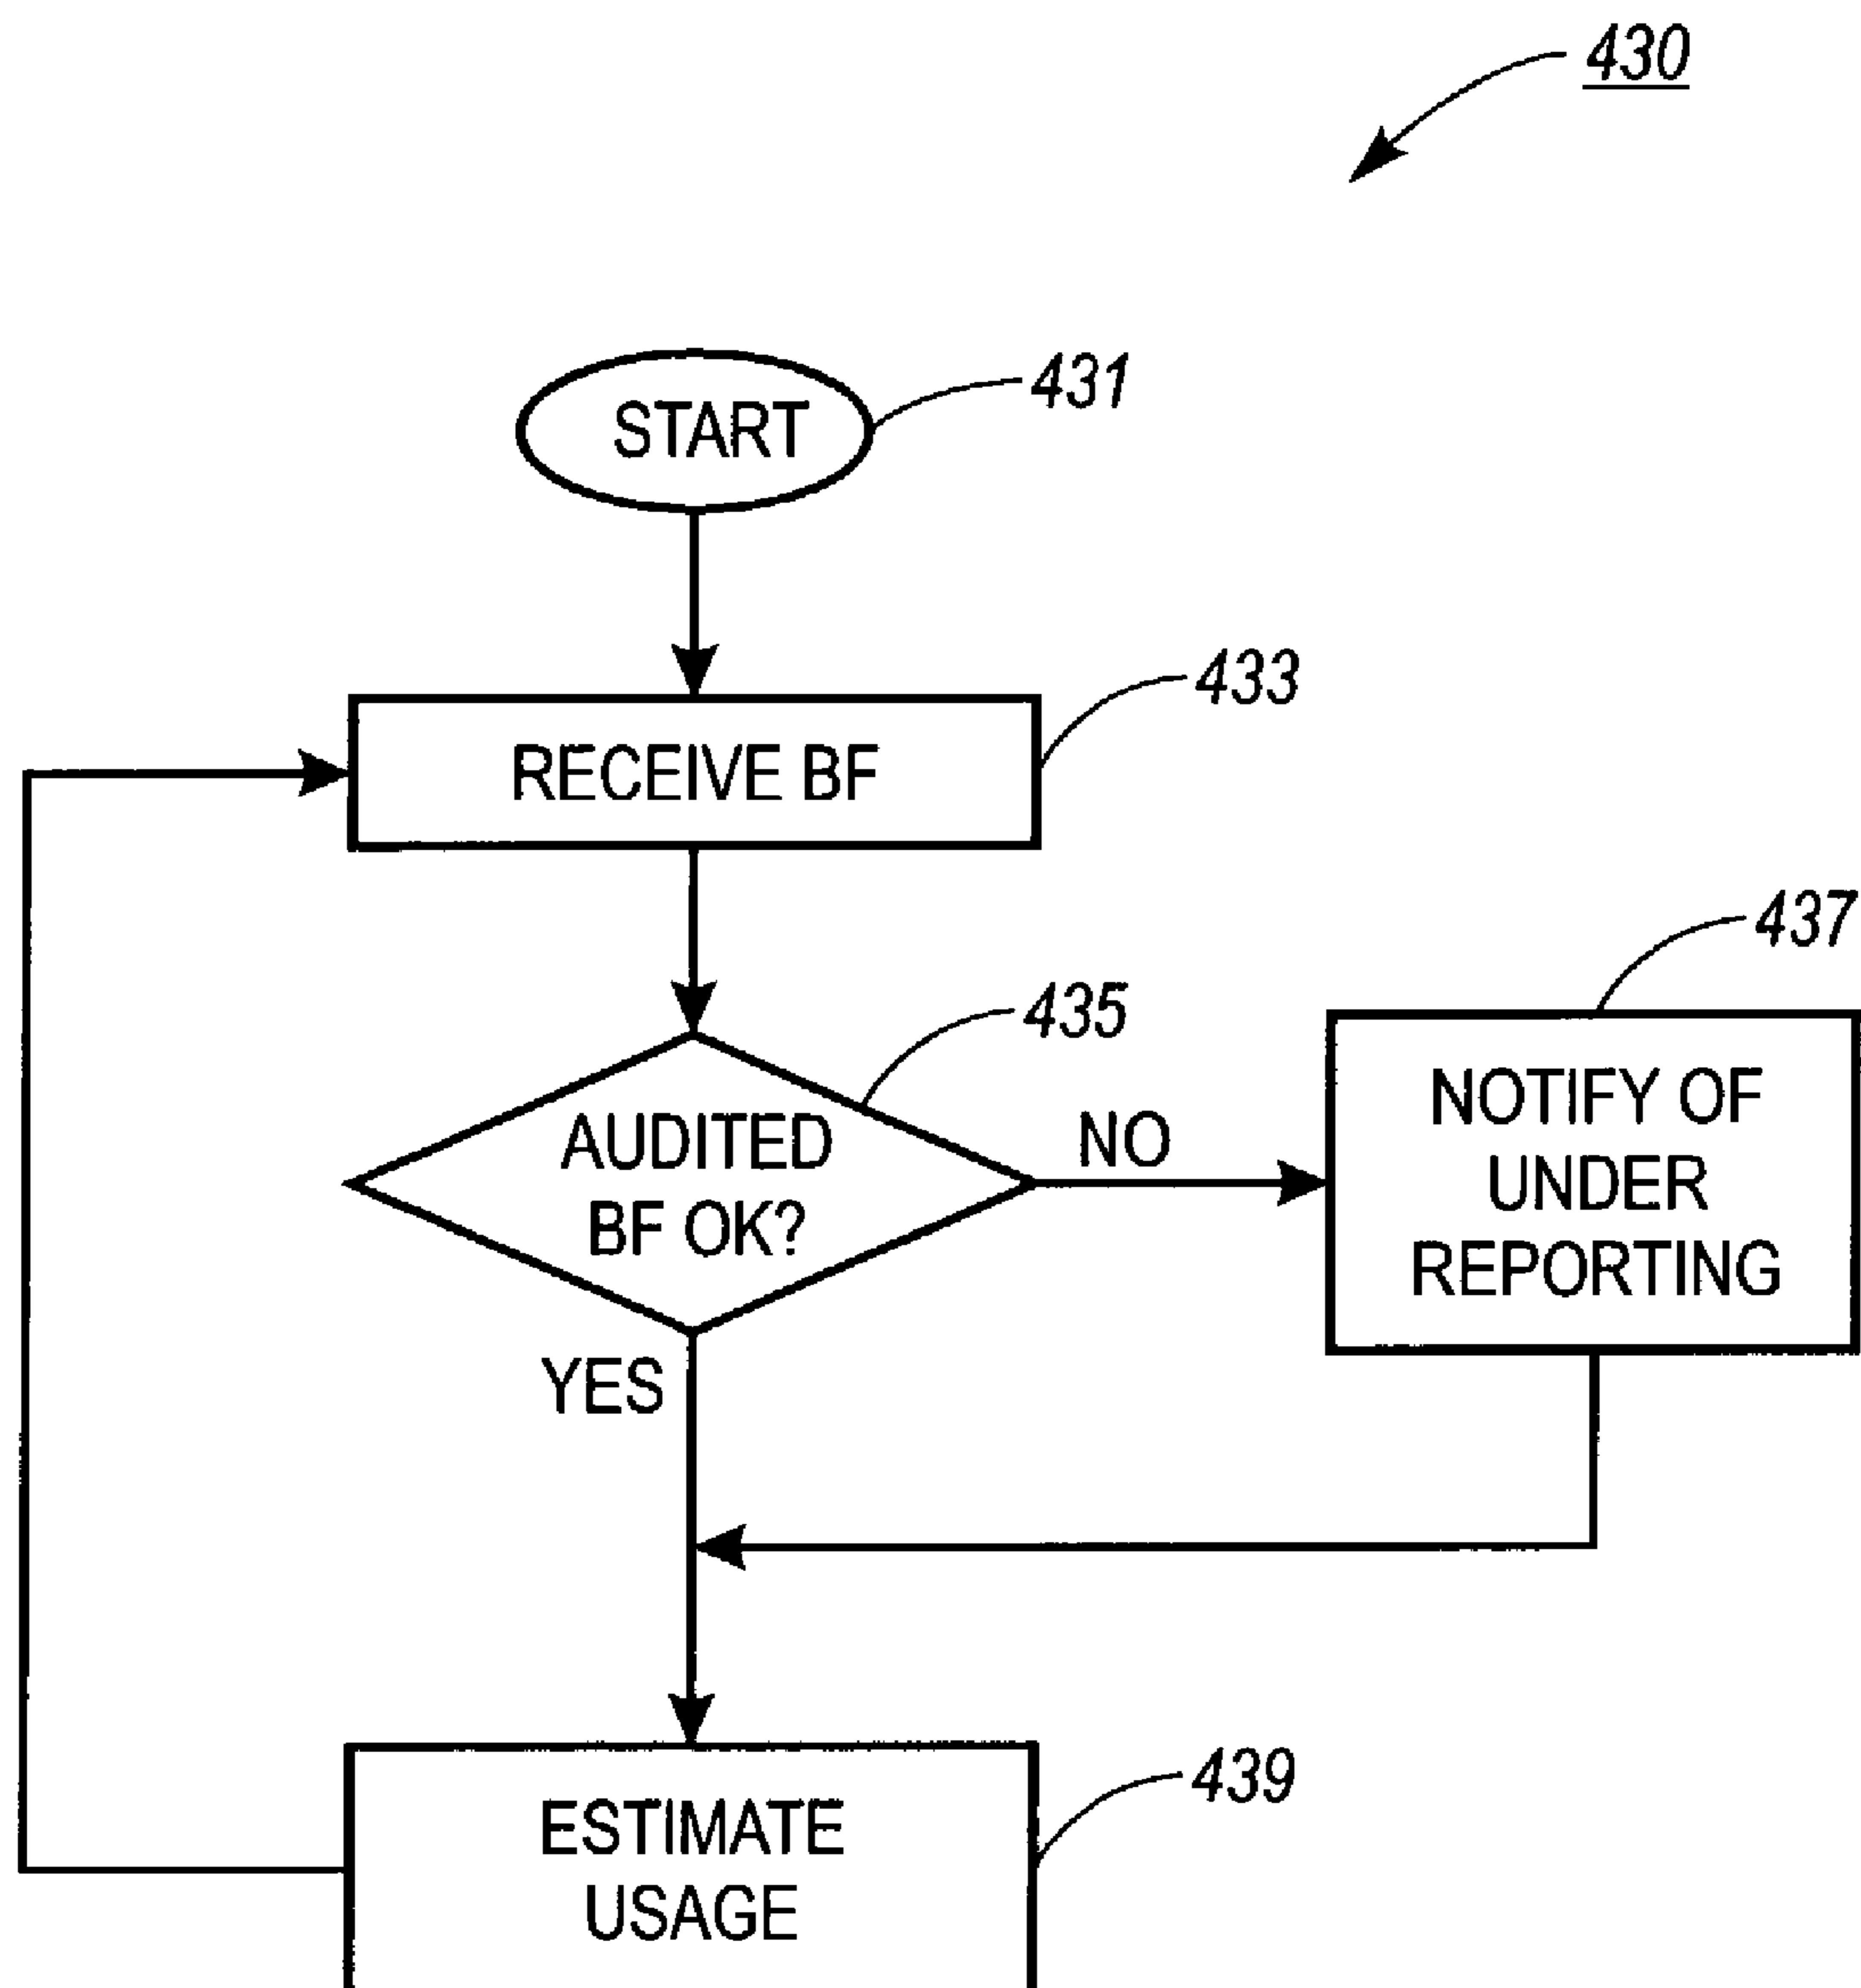 430
START
431
433
RECEIVE BF
437
435
AUDITED
BF OK?
NO
NOTIFY OF
UNDER
REPORTING
YES
439
ESTIMATE
USAGE